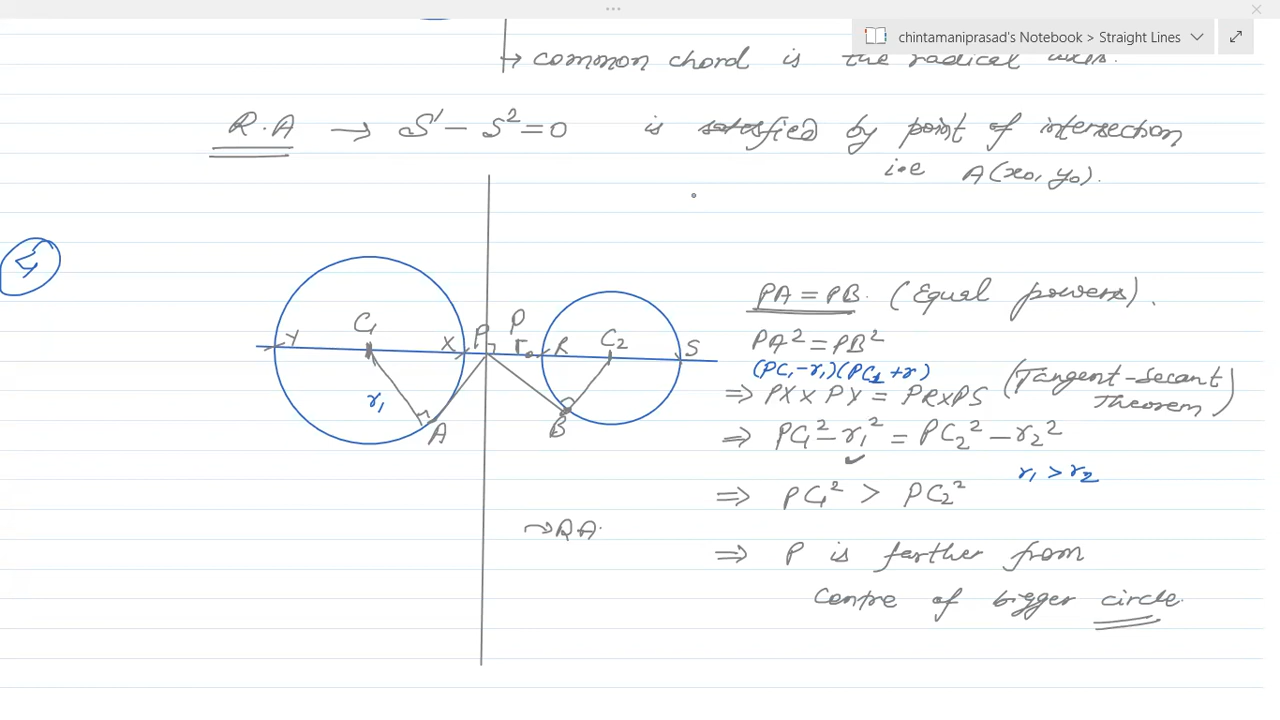 chintamaniprasad's Notebook > Straight Lines
→ common chord is the radical axis.
R.A → S' - S² = 0 is satisfied by point of intersection
i.e A(x₀, y₀).
5
PA = PB. (Equal powers).
PA² = PB²
(PC₁-r₁)(PC₁+r)
⇒ PX x PY = PR x PS (Tangent-secant Theorem)
⇒ PC₁² - r₁² = PC₂² - r₂²
r₁ > r₂
⇒ PC₁² > PC₂²
⇒ P is farther from
Centre of bigger circle.
Y C₁ X P P R C₂ S
r₁ A B
→ RA.